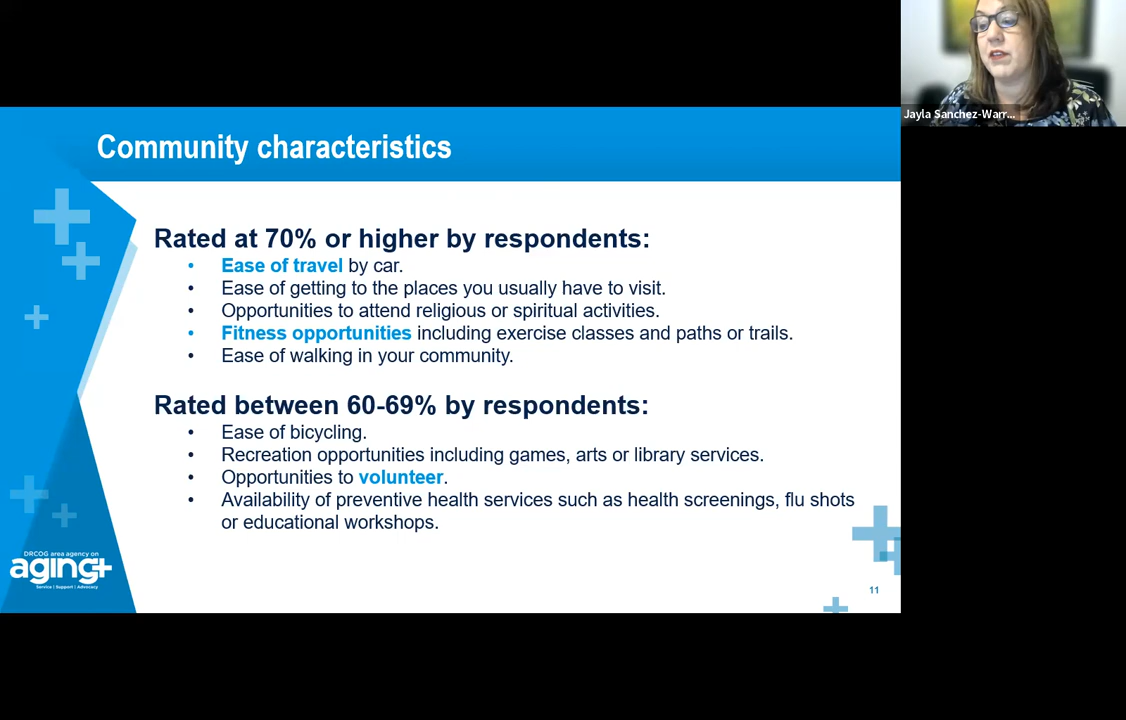 Jayla Sanchez-Warr...
Community characteristics
Rated at 70% or higher by respondents:
• Ease of travel by car.
• Ease of getting to the places you usually have to visit.
• Opportunities to attend religious or spiritual activities.
• Fitness opportunities including exercise classes and paths or trails.
• Ease of walking in your community.
Rated between 60-69% by respondents:
• Ease of bicycling.
• Recreation opportunities including games, arts or library services.
• Opportunities to volunteer.
• Availability of preventive health services such as health screenings, flu shots
or educational workshops.
DRCOG area agency on
aging+
Service | Support | Advocacy
11